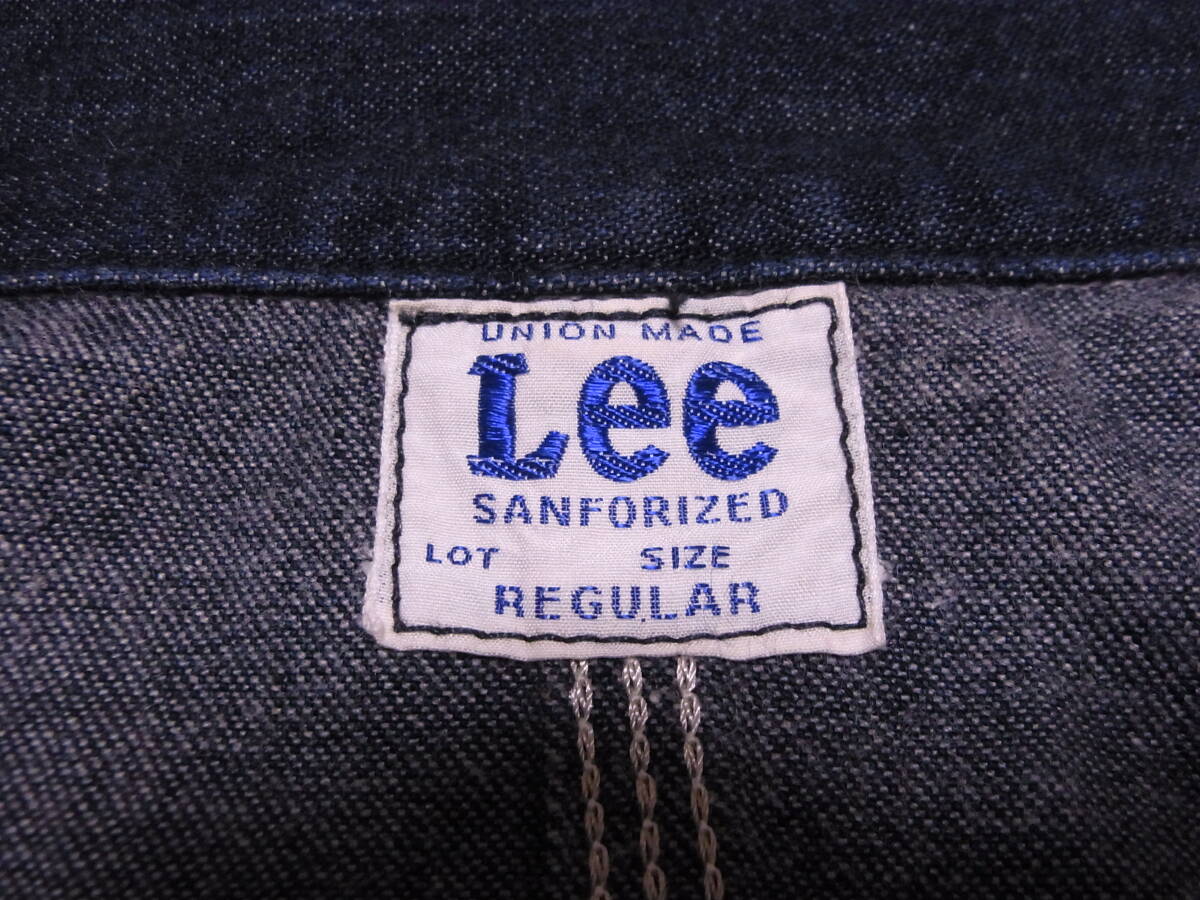 UNION MADE
Lee
SANFORIZED
LOT SIZE
REGULAR